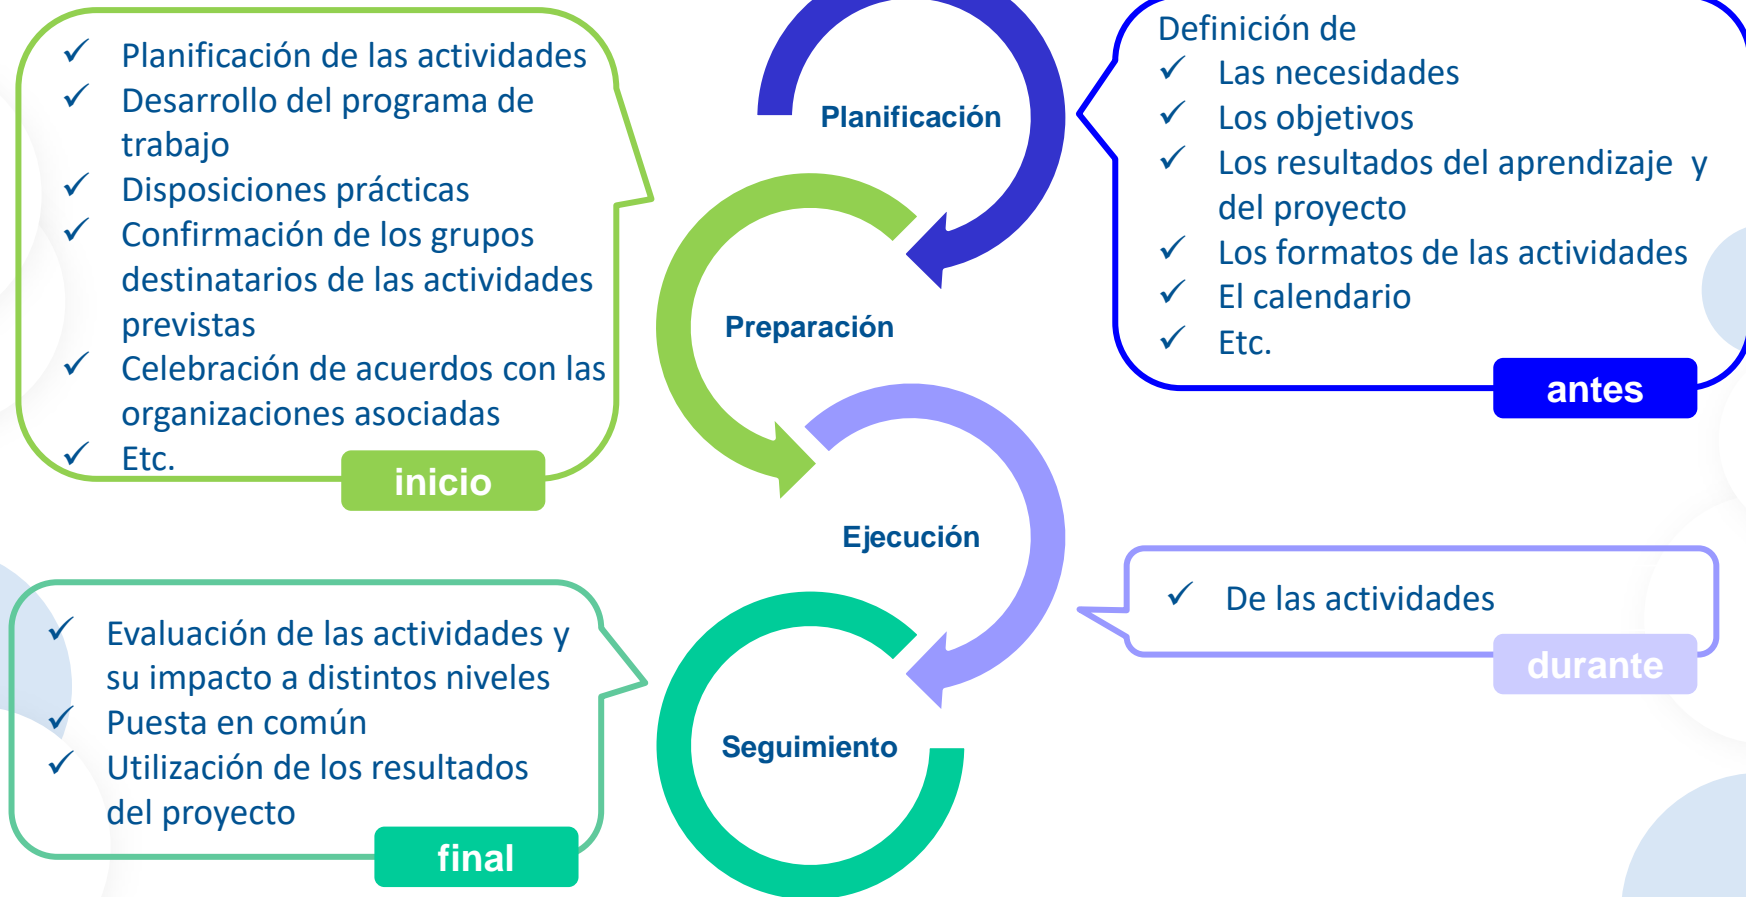 Planificación
Definición de
✓ Las necesidades
✓ Los objetivos
✓ Los resultados del aprendizaje y
del proyecto
✓ Los formatos de las actividades
✓ El calendario
✓ Etc.
antes
✓ Planificación de las actividades
✓ Desarrollo del programa de
trabajo
✓ Disposiciones prácticas
✓ Confirmación de los grupos
destinatarios de las actividades
previstas
✓ Celebración de acuerdos con las
organizaciones asociadas
✓ Etc.
inicio
Preparación
Ejecución
✓ De las actividades
durante
✓ Evaluación de las actividades y
su impacto a distintos niveles
✓ Puesta en común
✓ Utilización de los resultados
del proyecto
final
Seguimiento